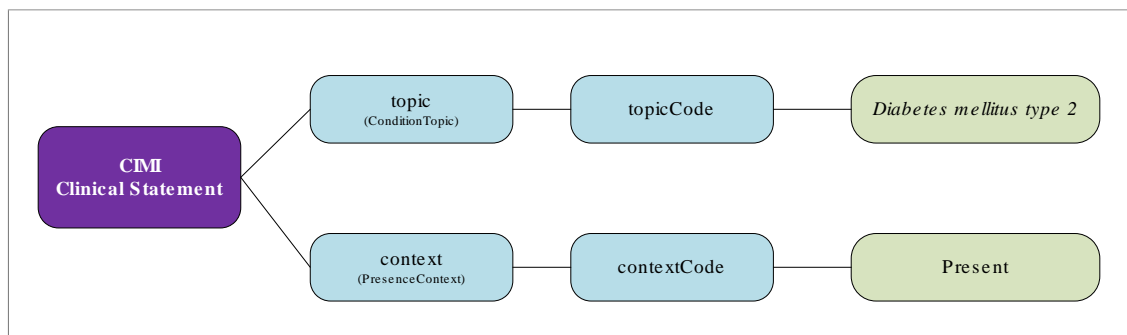 topic
(ConditionTopic)
topicCode
Diabetes mellitus type 2
CIMI
Clinical Statement
context
(PresenceContext)
contextCode
Present